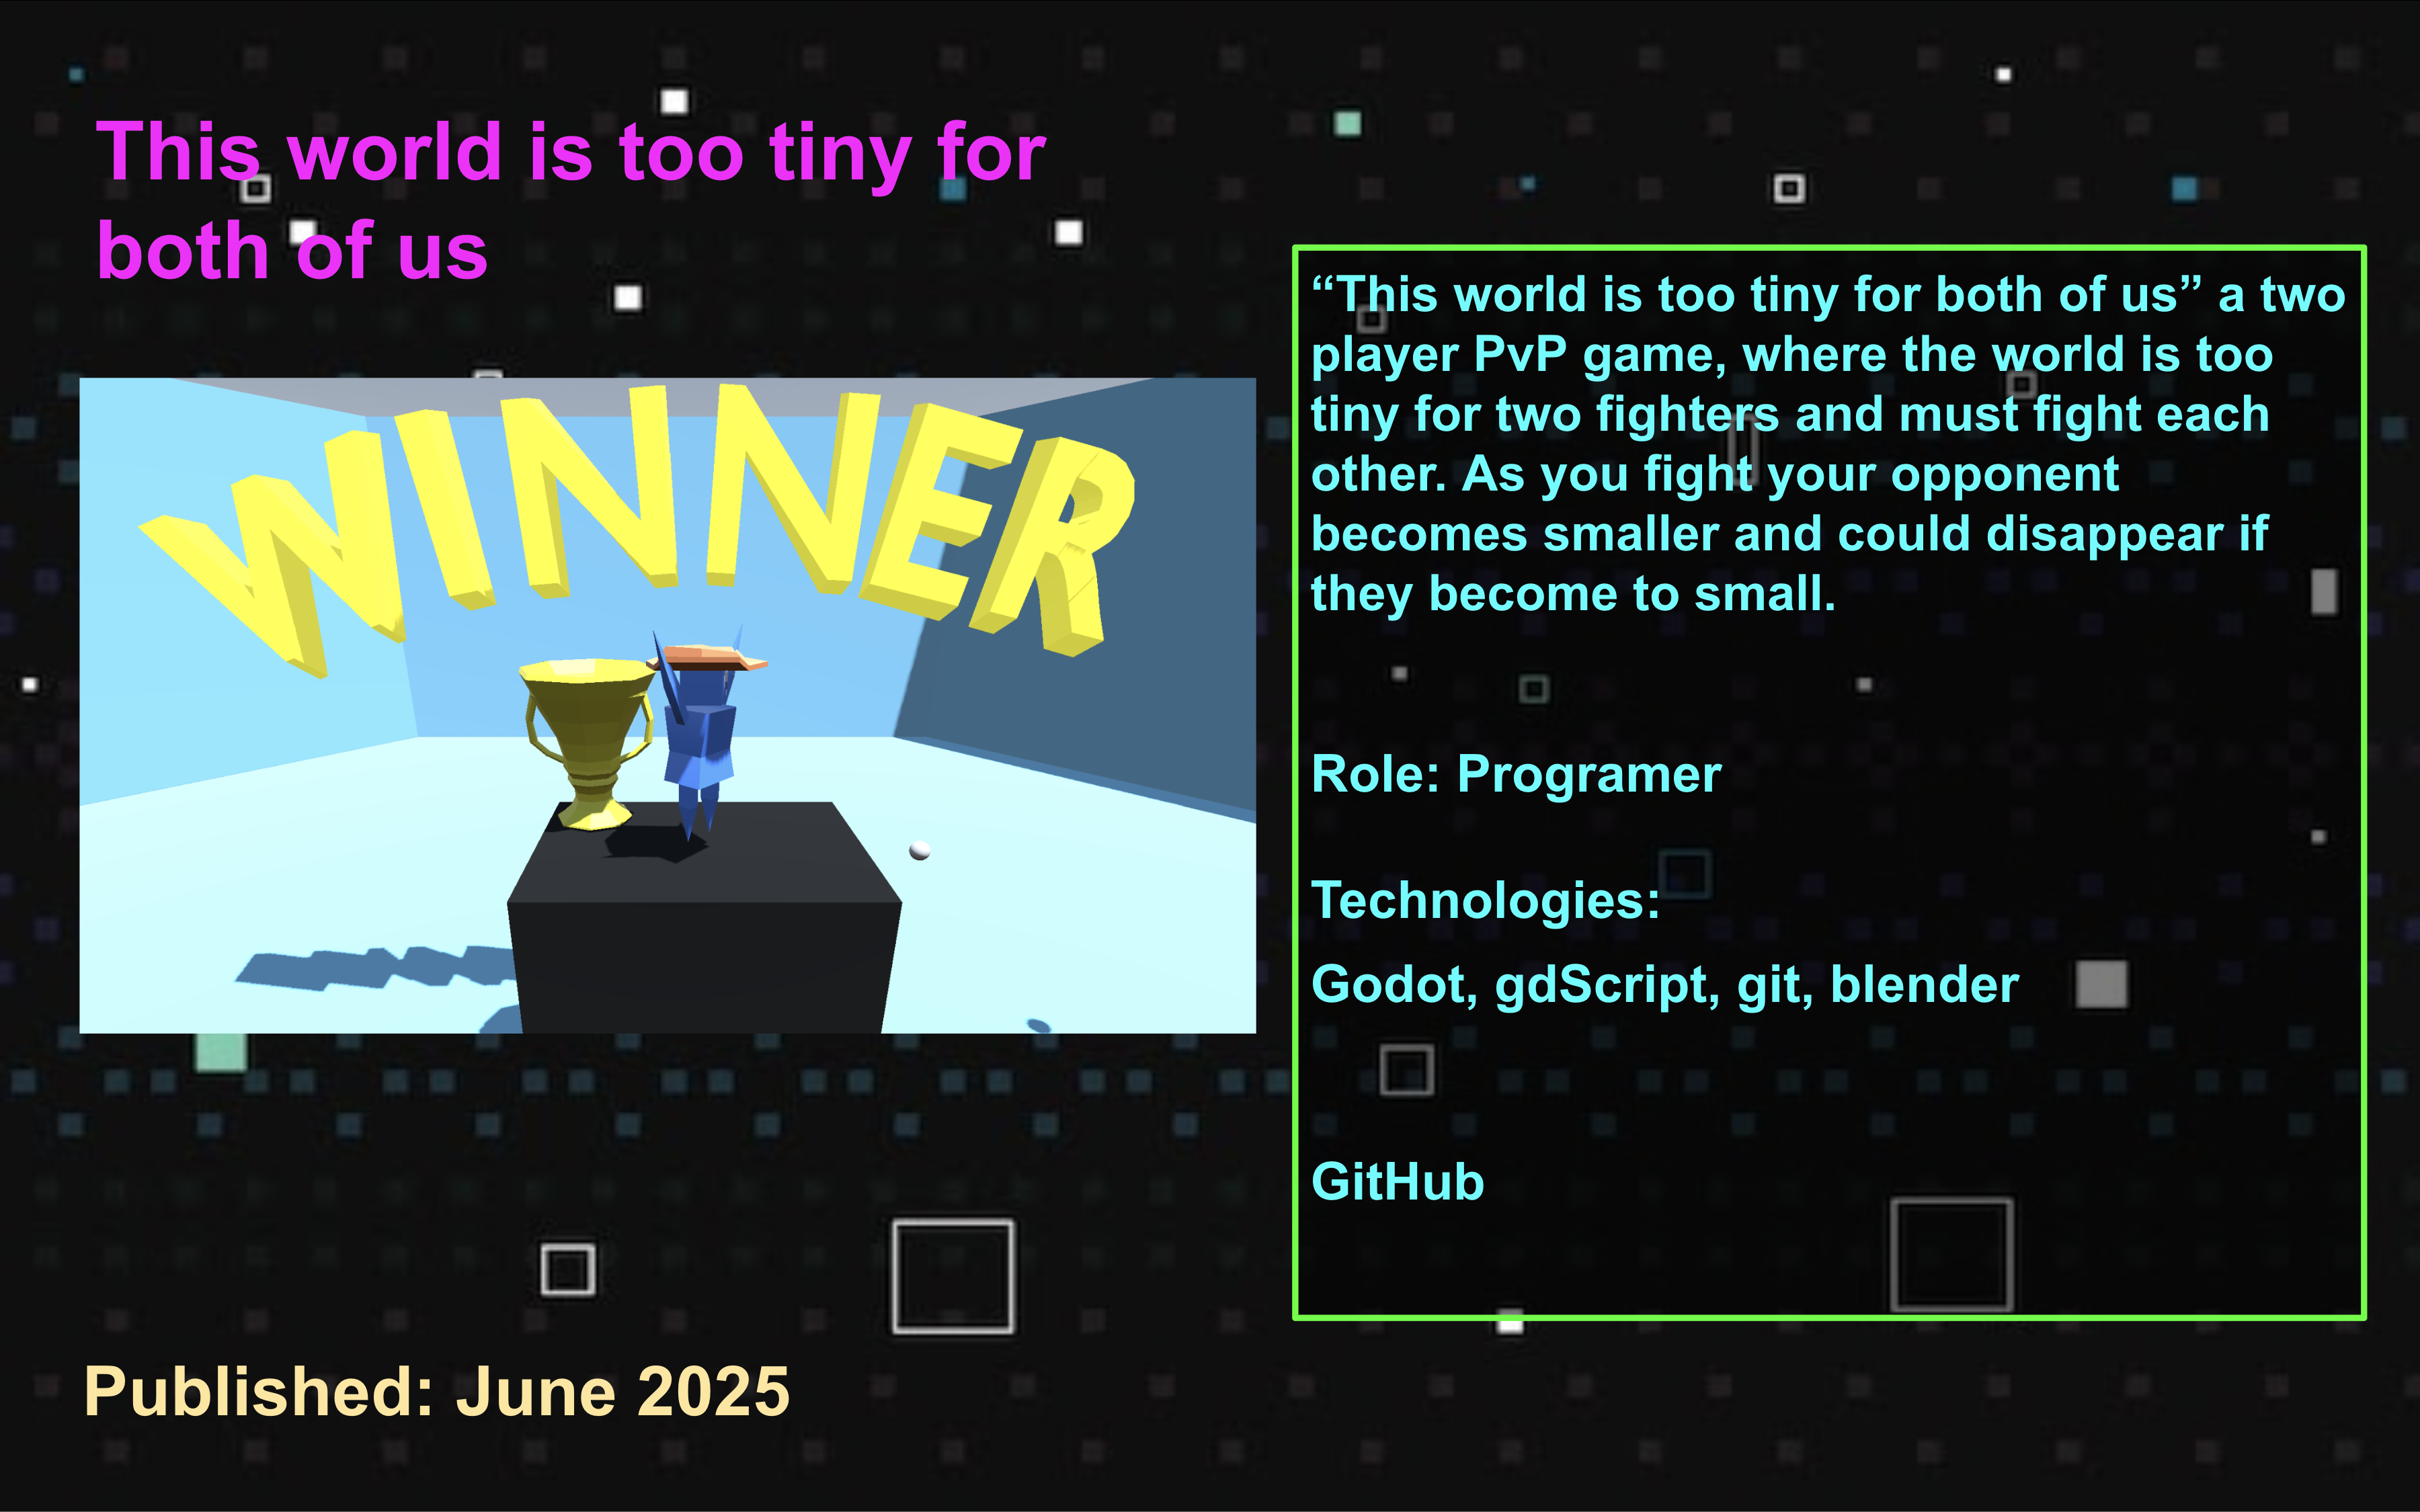 This world is too tiny for
both of us
WINNER
“This world is too tiny for both of us” a two
player PvP game, where the world is too
tiny for two fighters and must fight each
other. As you fight your opponent
becomes smaller and could disappear if
they become to small.
Role: Programer
Technologies:
Godot, gdScript, git, blender
GitHub
Published: June 2025